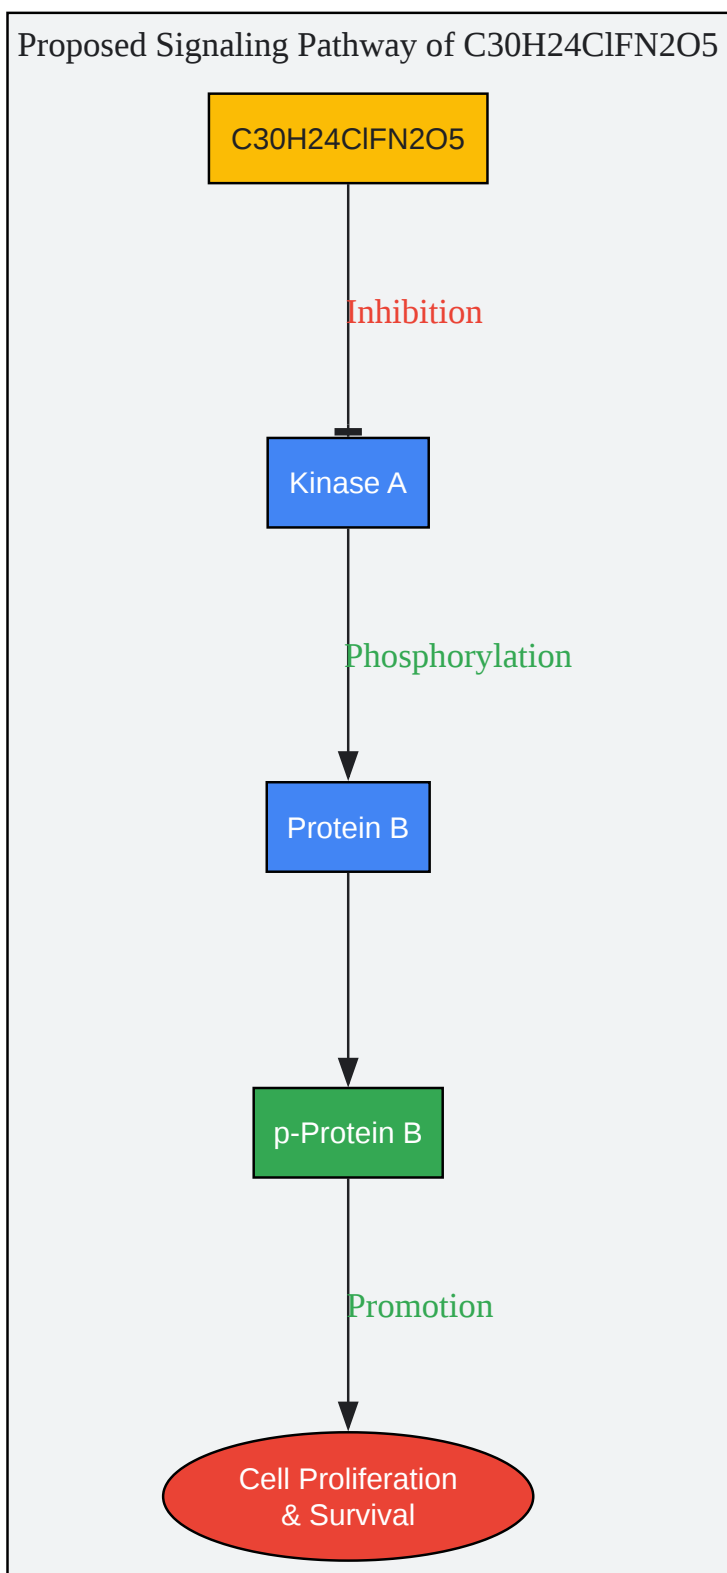 Proposed Signaling Pathway of C30H24ClFN2O5
C30H24ClFN2O5
Inhibition
Kinase A
Phosphorylation
Protein B
p-Protein B
Promotion
Cell Proliferation
& Survival